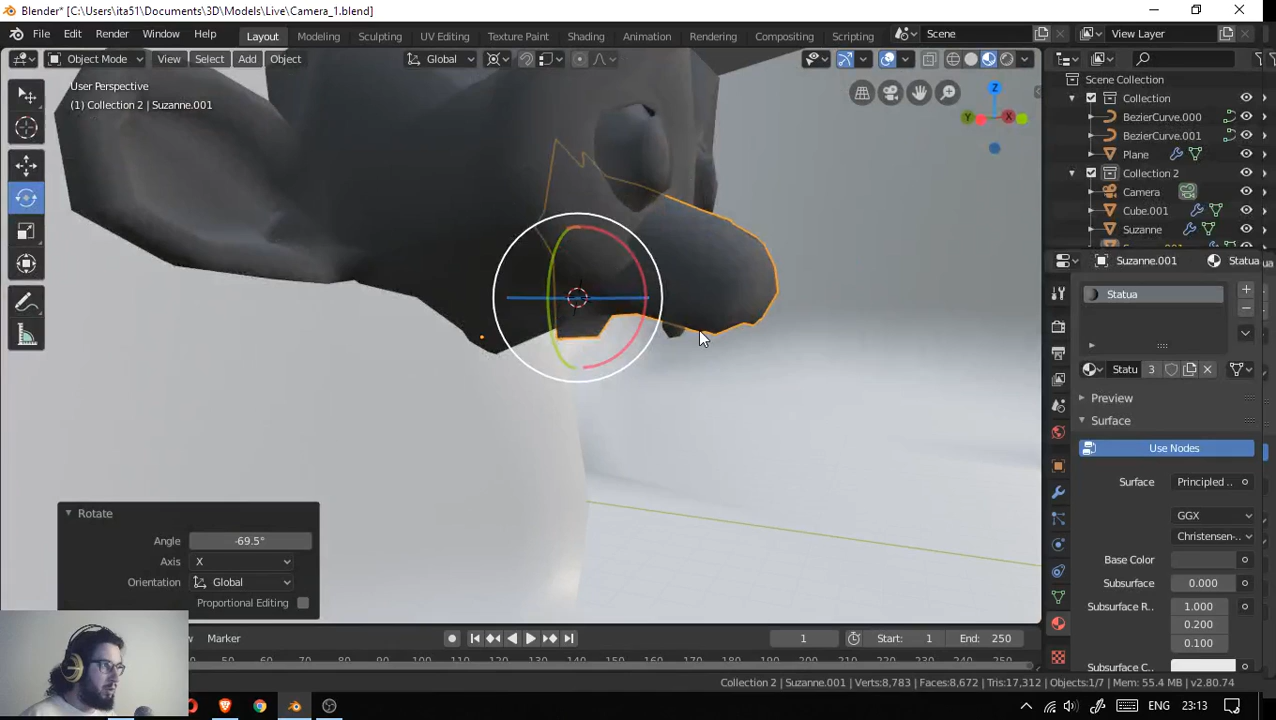 Blender* [C:\Users\ita51\Documents\3D\Models\Live\Camera_1.blend]
File Edit Render Window Help Layout Modeling Sculpting UV Editing Texture Paint Shading Animation Rendering Compositing Scripting Scene View Layer
Object Mode View Select Add Object Global
User Perspective
(1) Collection 2 | Suzanne.001
Z
Y
X
Scene Collection
Collection
BezierCurve.000
BezierCurve.001
Plane
Collection 2
Camera
Cube.001
Suzanne
Suzanne.001 Statua
Statua
Statu 3
Preview
Surface
Use Nodes
Surface Principled ..
GGX
Christensen-..
Base Color
Subsurface 0.000
Subsurface R.. 1.000
0.200
0.100
Subsurface C..
Rotate
Angle -69.5°
Axis X
Orientation Global
Proportional Editing
Marker 1 Start: 1 End: 250
50 60 70 80 90 100 110 120 130 140 150 160 170 180 190 200 210 220 230 240 250
Collection 2 | Suzanne.001 | Verts:8,783 | Faces:8,672 | Tris:17,312 | Objects:1/7 | Mem: 55.4 MB | v2.80.74
ENG 23:13